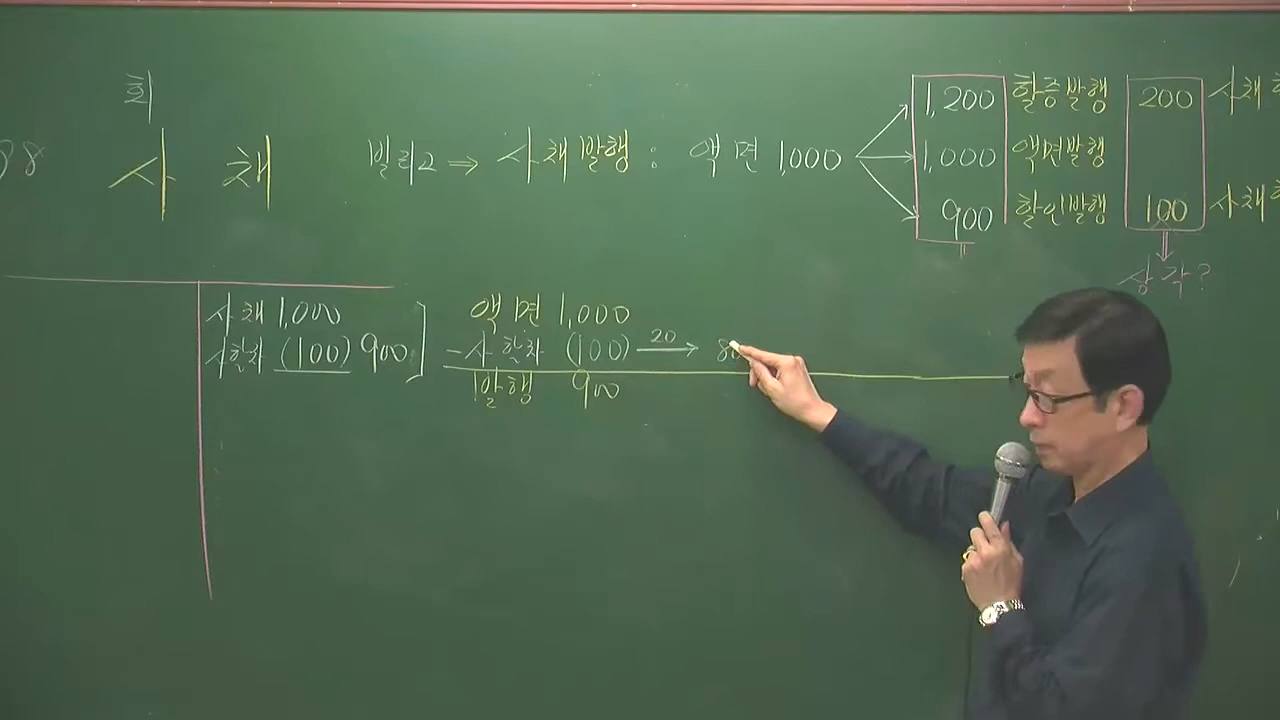 회
사 채
빌리고 ⇒ 사채발행 : 액면 1,000
1,200 할증발행 200 사채
1,000 액면발행
900 할인발행 100 사채
상각?
사채 1,000
사할차 (100) 900
액면 1,000
- 사할차 (100) 20 → 80
발행 900